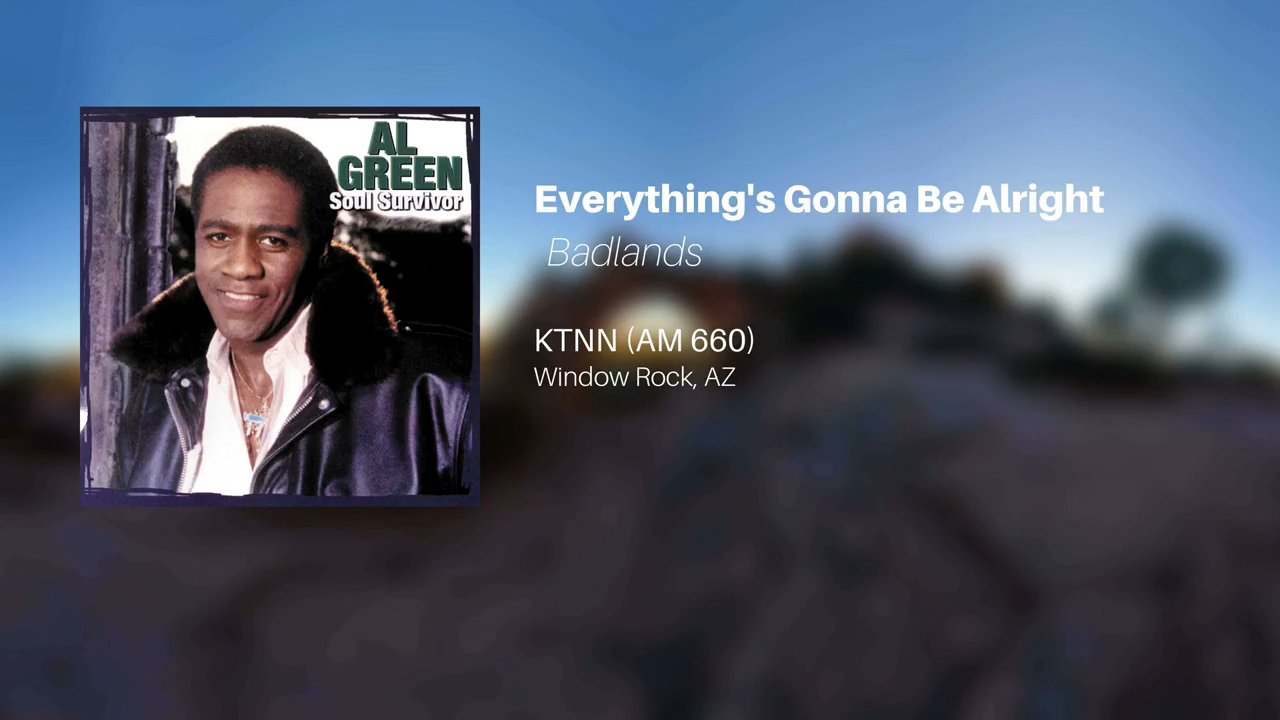 AL
GREEN
Soul Survivor
Everything's Gonna Be Alright
Badlands
KTNN (AM 660)
Window Rock, AZ